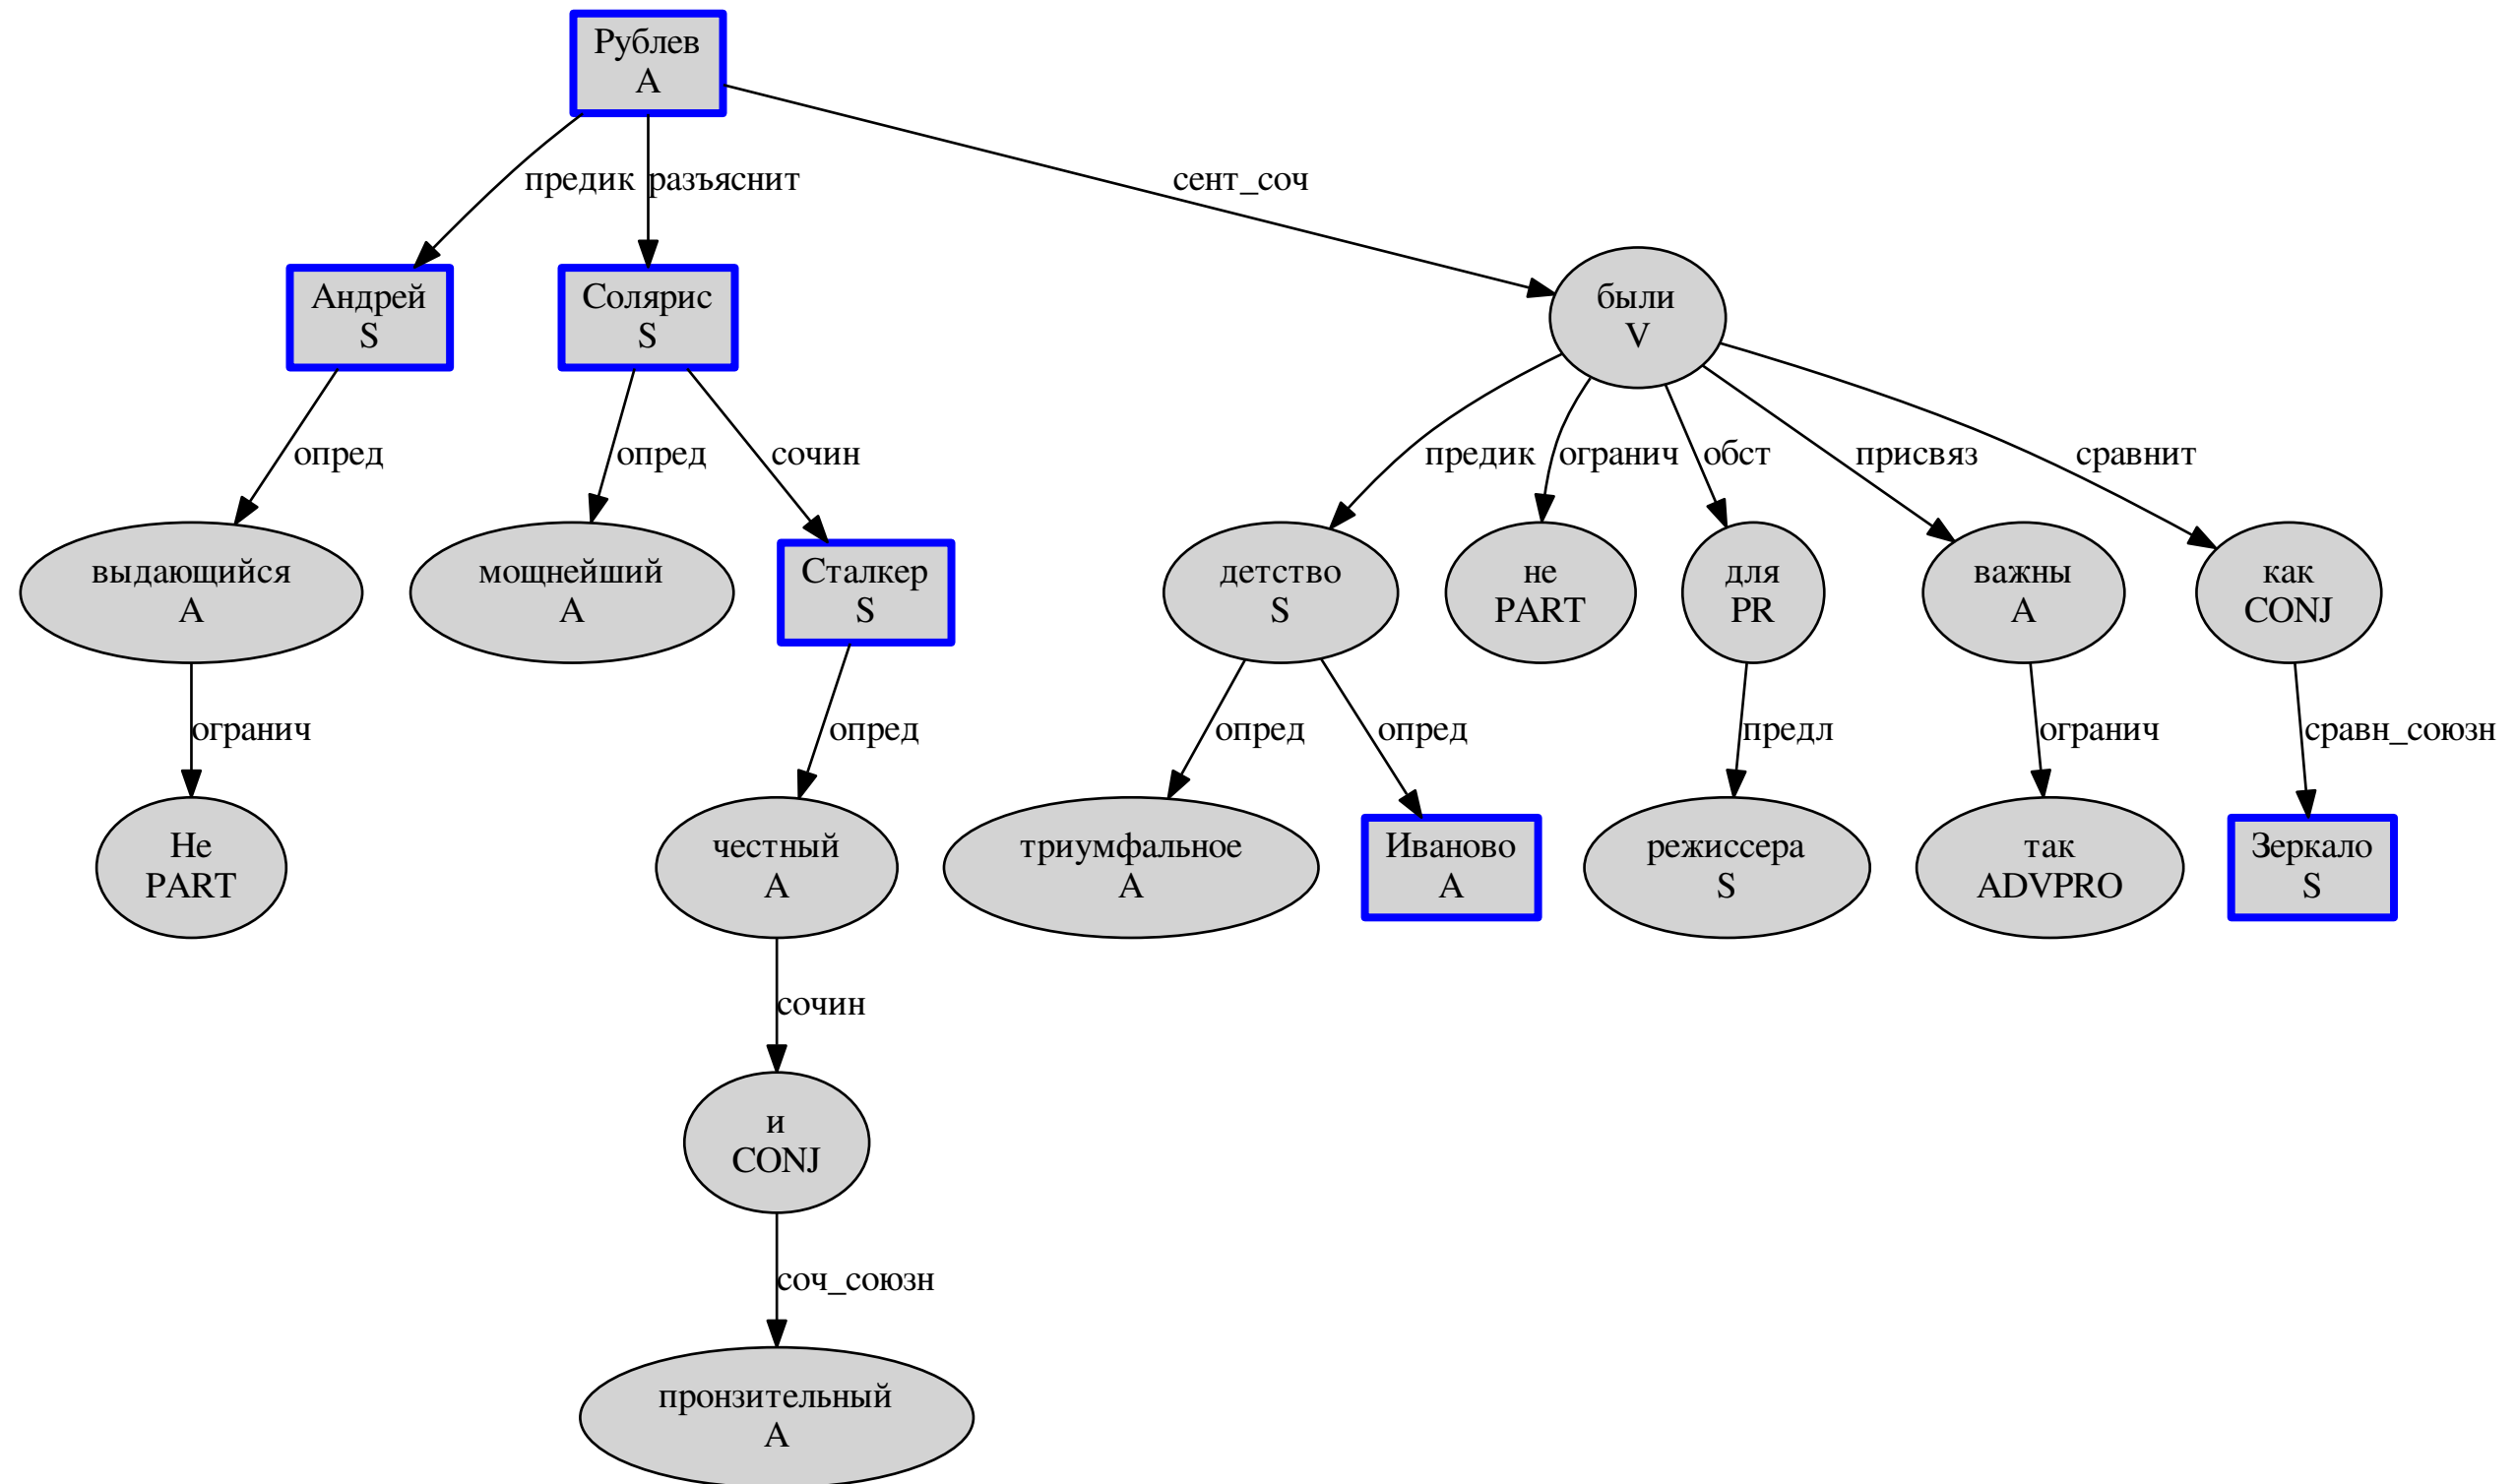 Рублев
A
предик
разъяснит
сент_соч
Андрей
S
Солярис
S
были
V
опред
опред
сочин
предик
огранич
обст
присвяз
сравнит
выдающийся
A
мощнейший
A
Сталкер
S
детство
S
не
PART
для
PR
важны
A
как
CONJ
огранич
опред
опред
опред
предл
огранич
сравн_союзн
Не
PART
честный
A
триумфальное
A
Иваново
A
режиссера
S
так
ADVPRO
Зеркало
S
сочин
и
CONJ
соч_союзн
пронзительный
A